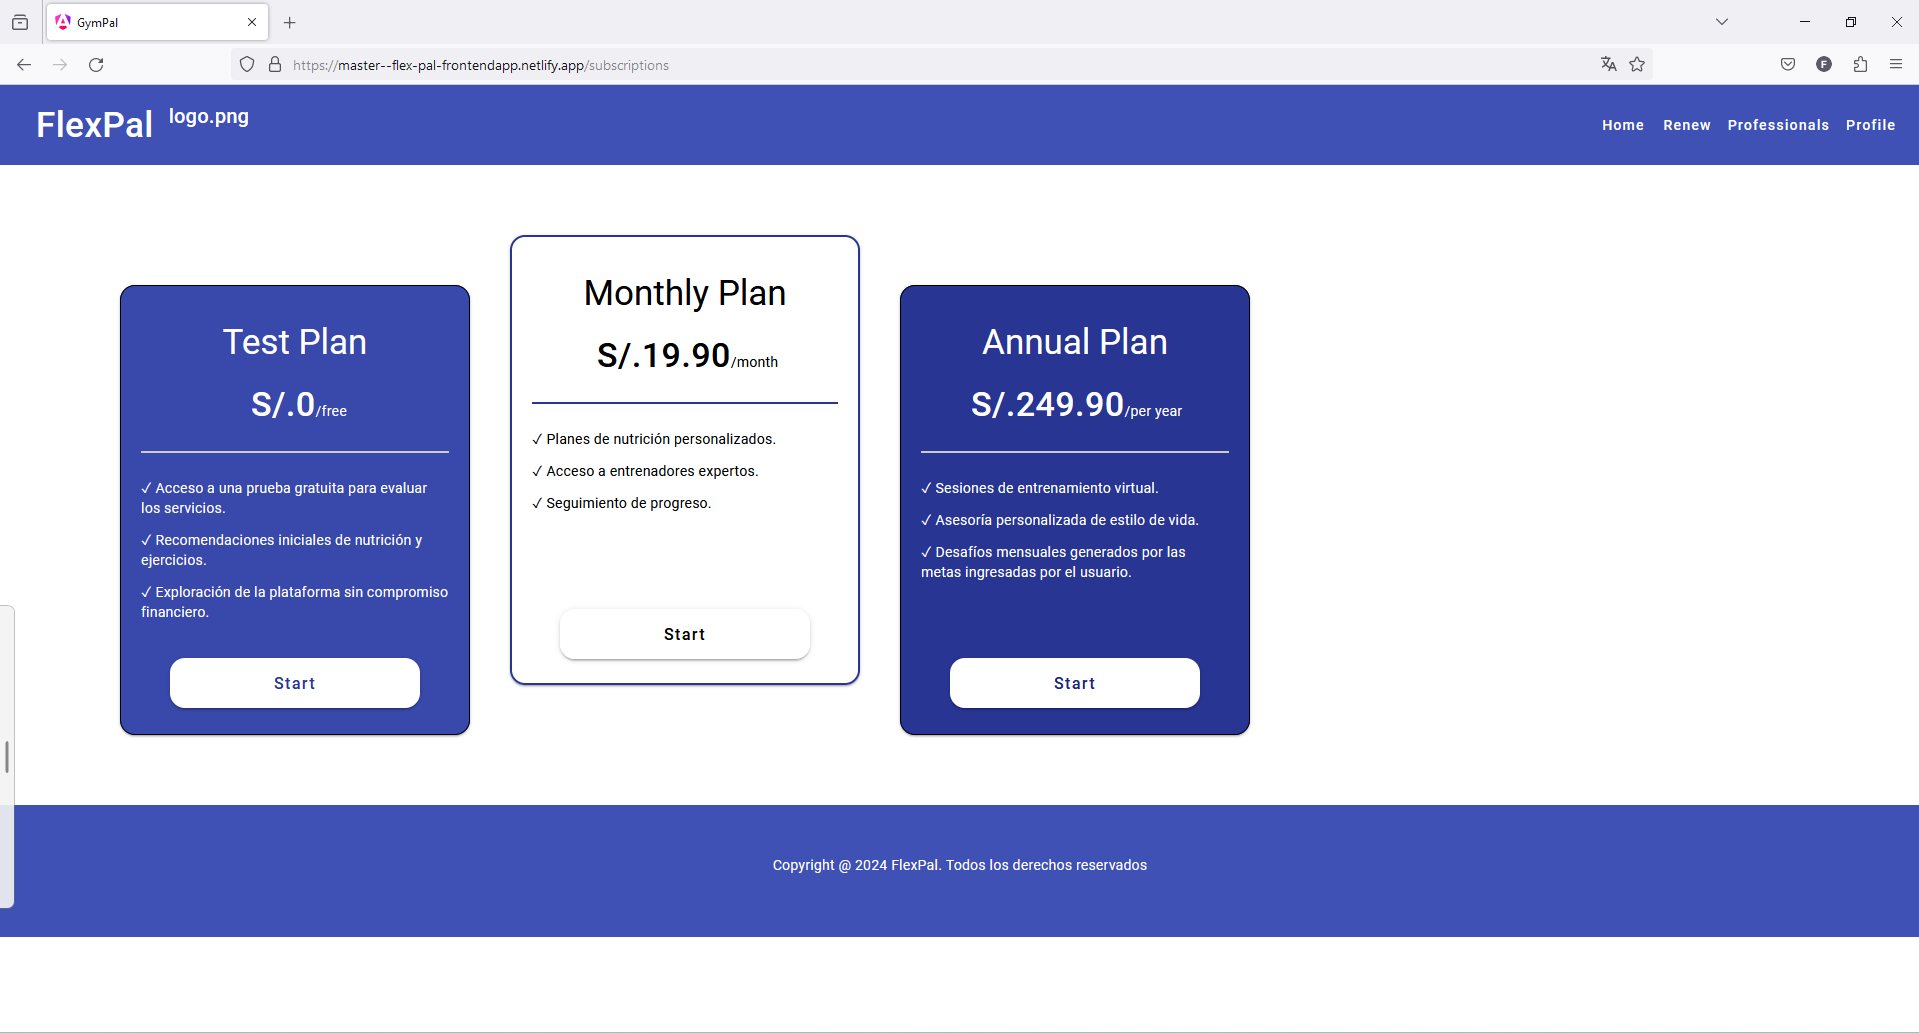 GymPal
https://master--flex-pal-frontendapp.netlify.app/subscriptions
F
FlexPal logo.png
Home Renew Professionals Profile
Test Plan
S/.0/free
✓ Acceso a una prueba gratuita para evaluar
los servicios.
✓ Recomendaciones iniciales de nutrición y
ejercicios.
✓ Exploración de la plataforma sin compromiso
financiero.
Start
Monthly Plan
S/.19.90/month
✓ Planes de nutrición personalizados.
✓ Acceso a entrenadores expertos.
✓ Seguimiento de progreso.
Start
Annual Plan
S/.249.90/per year
✓ Sesiones de entrenamiento virtual.
✓ Asesoría personalizada de estilo de vida.
✓ Desafíos mensuales generados por las
metas ingresadas por el usuario.
Start
Copyright @ 2024 FlexPal. Todos los derechos reservados